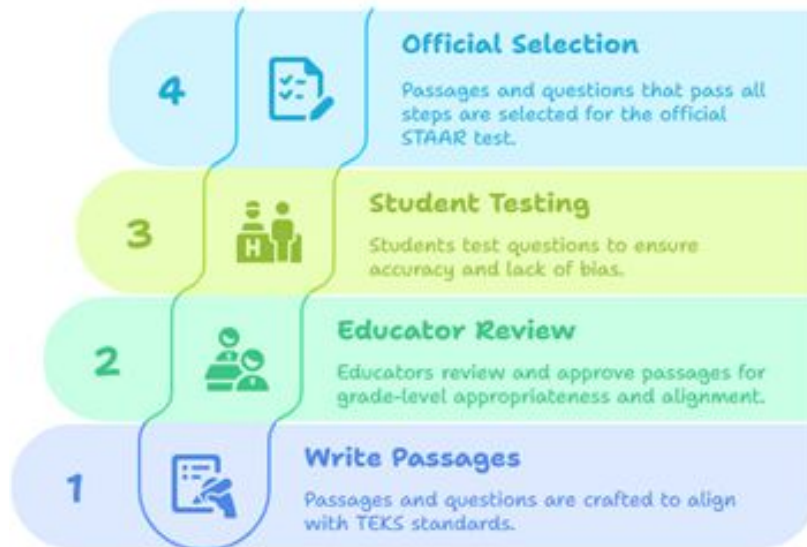 4
Official Selection
Passages and questions that pass all
steps are selected for the official
STAAR test.
3
H
Student Testing
Students test questions to ensure
accuracy and lack of bias.
2
Educator Review
Educators review and approve passages for
grade-level appropriateness and alignment.
1
Write Passages
Passages and questions are crafted to align
with TEKS standards.